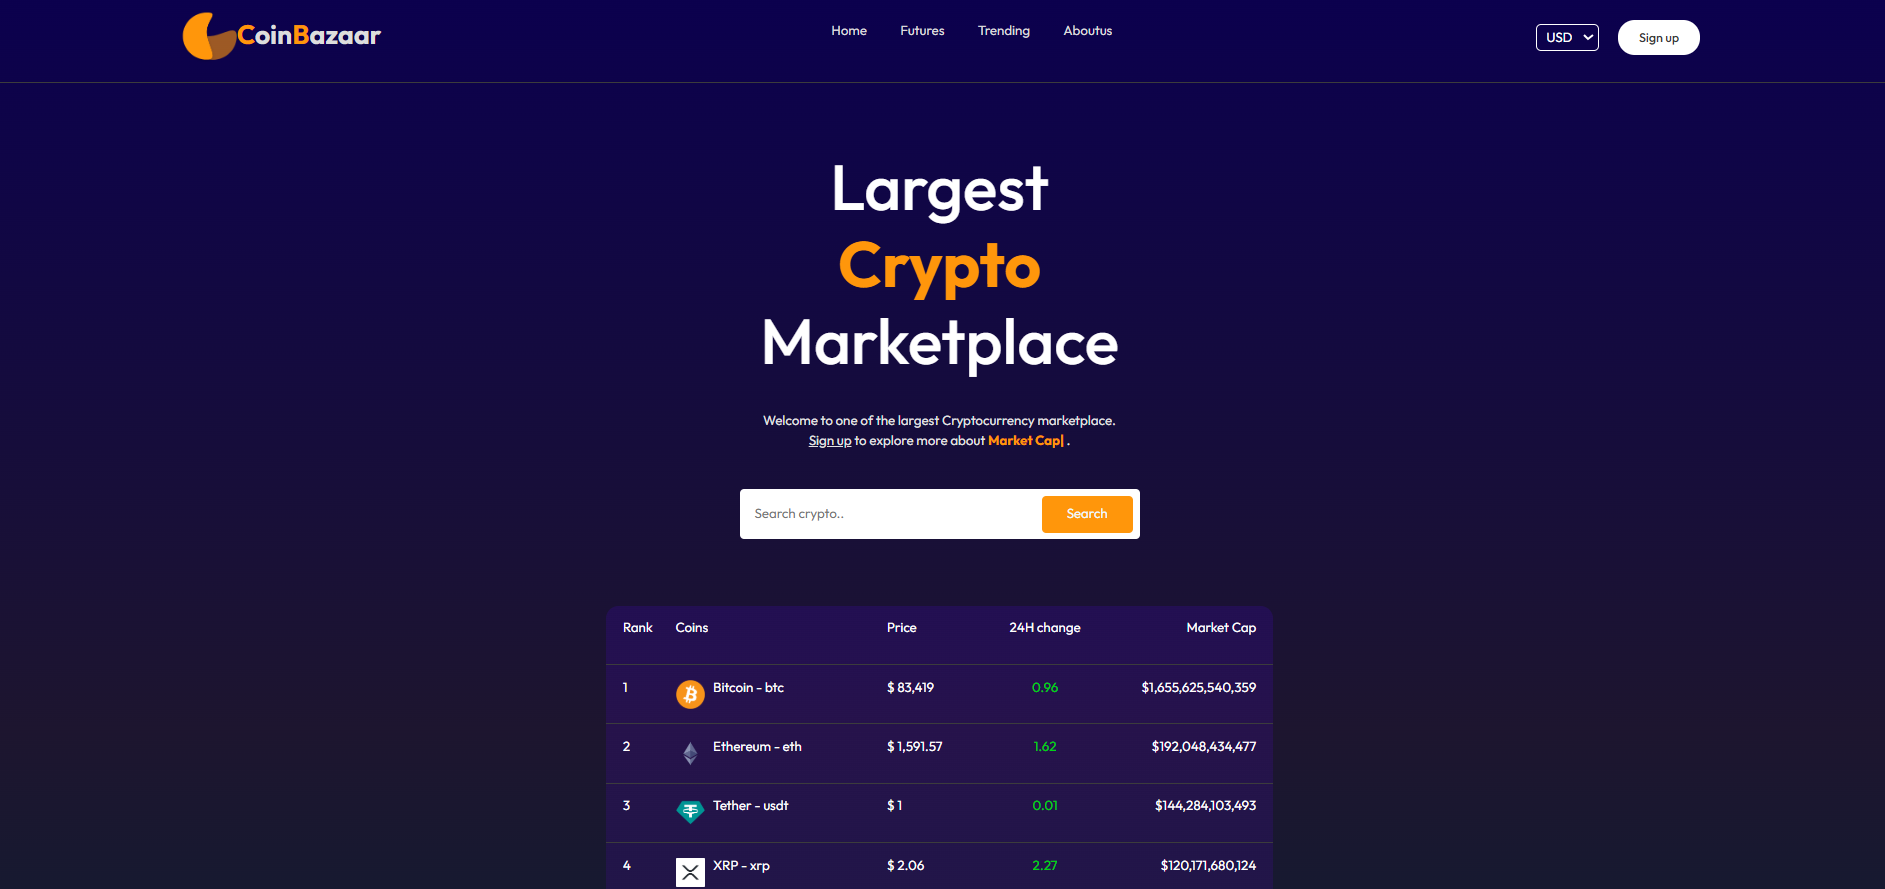 CoinBazaar
Home Futures Trending Aboutus
USD
Sign up
Largest
Crypto
Marketplace
Welcome to one of the largest Cryptocurrency marketplace.
Sign up to explore more about Market Cap| .
Search crypto..
Search
Rank Coins Price 24H change Market Cap
1 Bitcoin - btc $ 83,419 0.96 $1,655,625,540,359
2 Ethereum - eth $ 1,591.57 1.62 $192,048,434,477
3 Tether - usdt $ 1 0.01 $144,284,103,493
4 XRP - xrp $ 2.06 2.27 $120,171,680,124